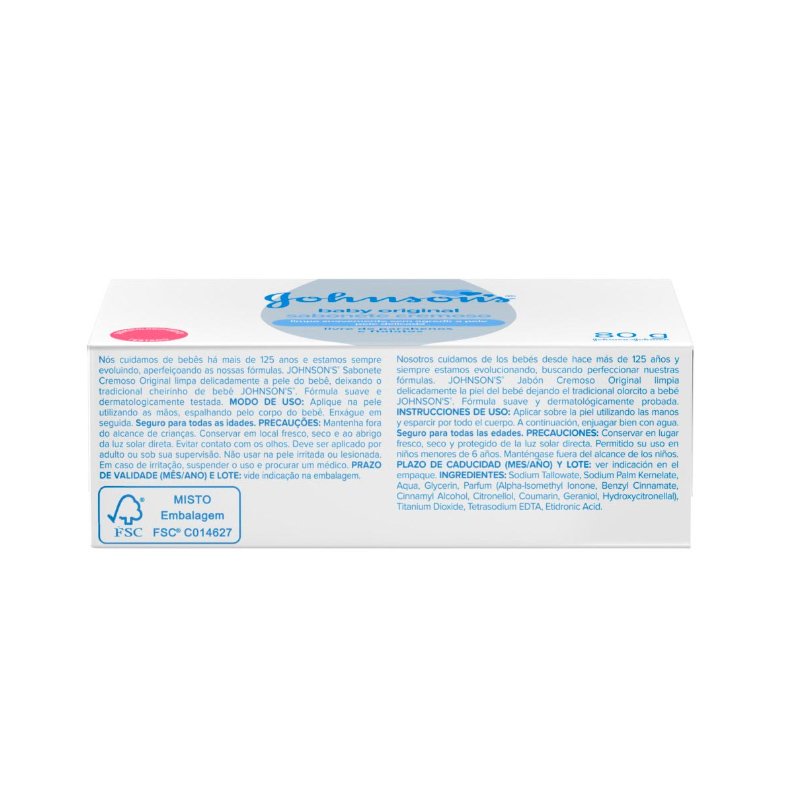 Johnson's®
baby original
sabonete cremoso
livre de parabenos
e ftalatos
80 g
Nós cuidamos de bebês há mais de 125 anos e estamos sempre
evoluindo, aperfeiçoando as nossas fórmulas. JOHNSON'S® Sabonete
Cremoso Original limpa delicadamente a pele do bebê, deixando o
tradicional cheirinho de bebê JOHNSON'S®. Fórmula suave e
dermatologicamente testada. MODO DE USO: Aplique na pele
utilizando as mãos, espalhando pelo corpo do bebê. Enxágue em
seguida. Seguro para todas as idades. PRECAUÇÕES: Mantenha fora
do alcance de crianças. Conservar em local fresco, seco e ao abrigo
da luz solar direta. Evitar contato com os olhos. Deve ser aplicado por
adulto ou sob sua supervisão. Não usar na pele irritada ou lesionada.
Em caso de irritação, suspender o uso e procurar um médico. PRAZO
DE VALIDADE (MÊS/ANO) E LOTE: vide indicação na embalagem.
MISTO
Embalagem
FSC FSC® C014627
Nosotros cuidamos de los bebés desde hace más de 125 años y
siempre estamos evolucionando, buscando perfeccionar nuestras
fórmulas. JOHNSON'S® Jabón Cremoso Original limpia
delicadamente la piel del bebé dejando el tradicional olorcito a bebé
JOHNSON'S®. Fórmula suave y dermatológicamente probada.
INSTRUCCIONES DE USO: Aplicar sobre la piel utilizando las manos
y esparcir por todo el cuerpo. A continuación, enjuagar bien con agua.
Seguro para todas las edades. PRECAUCIONES: Conservar en lugar
fresco, seco y protegido de la luz solar directa. Permitido su uso en
niños menores de 6 años. Manténgase fuera del alcance de los niños.
PLAZO DE CADUCIDAD (MES/AÑO) Y LOTE: ver indicación en el
empaque. INGREDIENTES: Sodium Tallowate, Sodium Palm Kernelate,
Aqua, Glycerin, Parfum (Alpha-Isomethyl Ionone, Benzyl Cinnamate,
Cinnamyl Alcohol, Citronellol, Coumarin, Geraniol, Hydroxycitronellal),
Titanium Dioxide, Tetrasodium EDTA, Etidronic Acid.